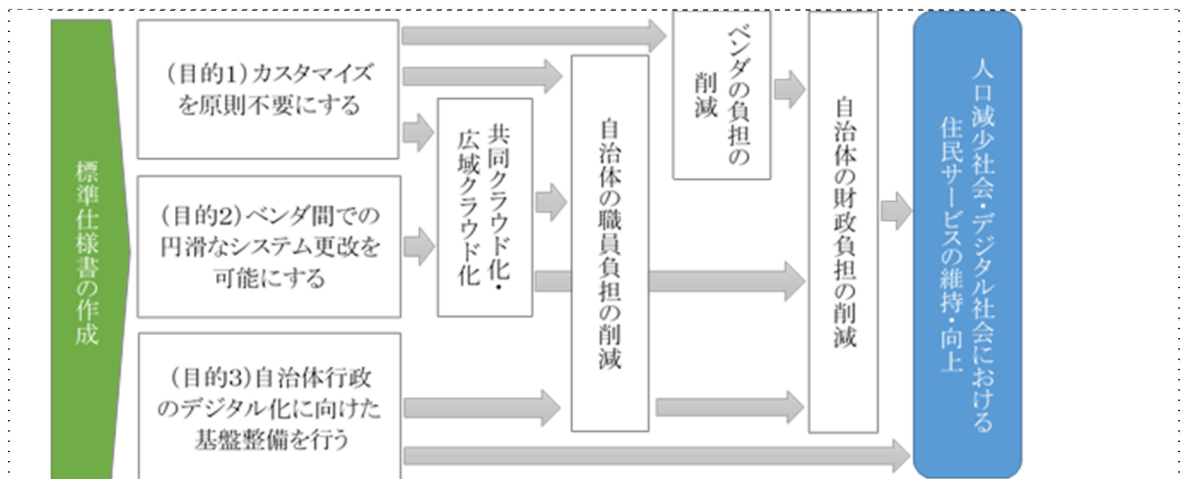 標準仕様書の作成
（目的1）カスタマイズ
を原則不要にする
（目的2）ベンダ間での
円滑なシステム更改を
可能にする
（目的3）自治体行政
のデジタル化に向けた
基盤整備を行う
共同クラウド化・
広域クラウド化
自治体の職員負担の削減
ベンダの負担の
削減
自治体の財政負担の削減
人口減少社会・デジタル社会における
住民サービスの維持・向上